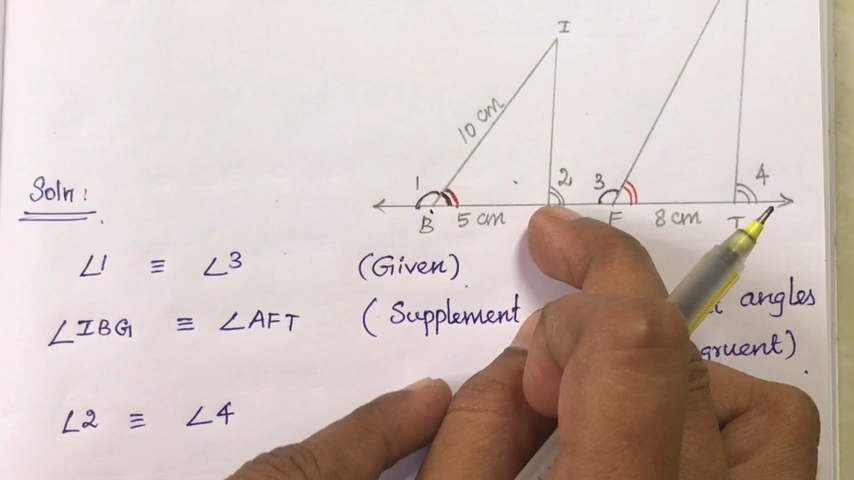 I
10 cm
1
2
3
4
B 5 cm F 8 cm
Soln:
∠1 ≡ ∠3 (Given)
∠IBG ≡ ∠AFT (Supplement angles
∠2 ≡ ∠4